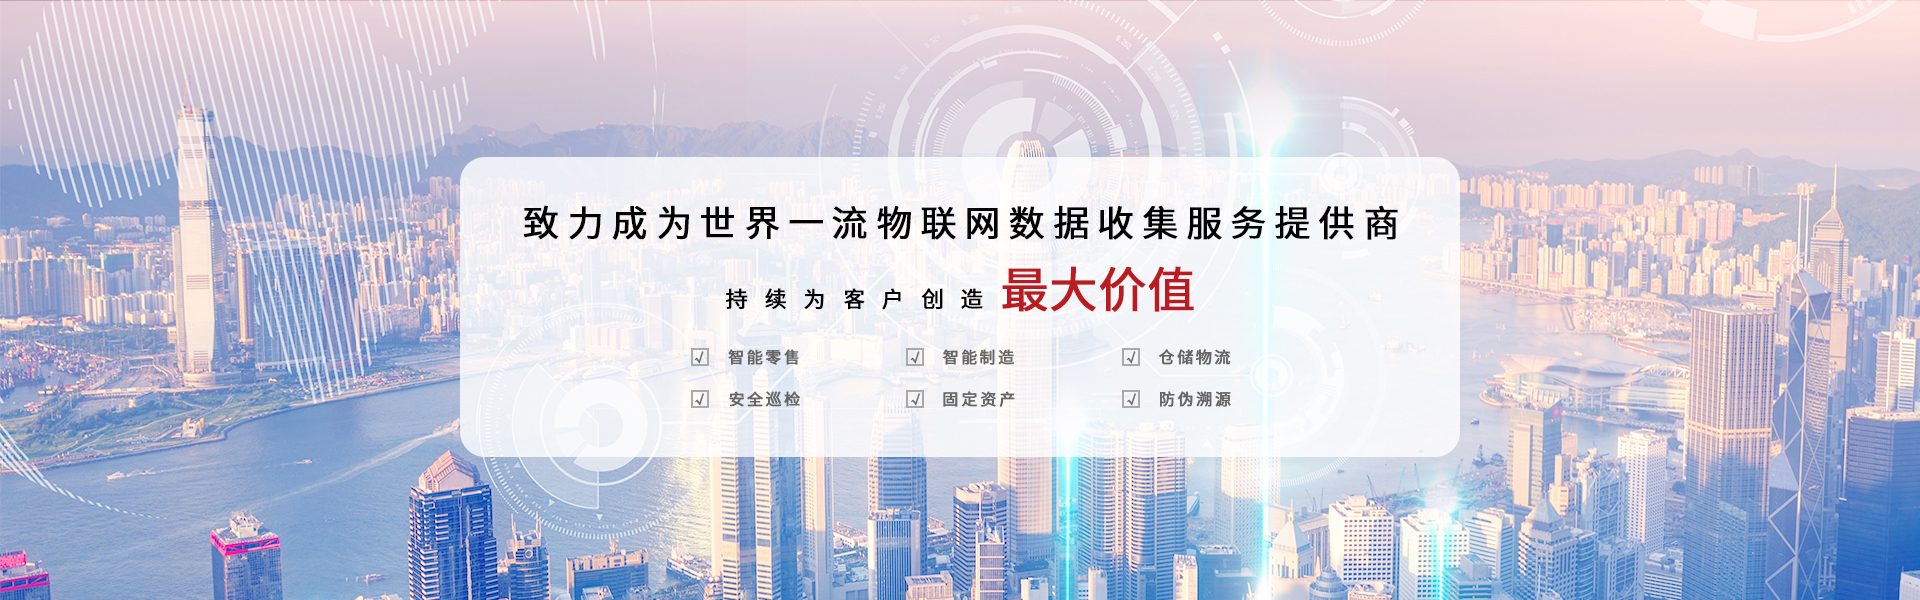 致力成为世界一流物联网数据收集服务提供商
持续为客户创造最大价值
智能零售 智能制造 仓储物流
安全巡检 固定资产 防伪溯源